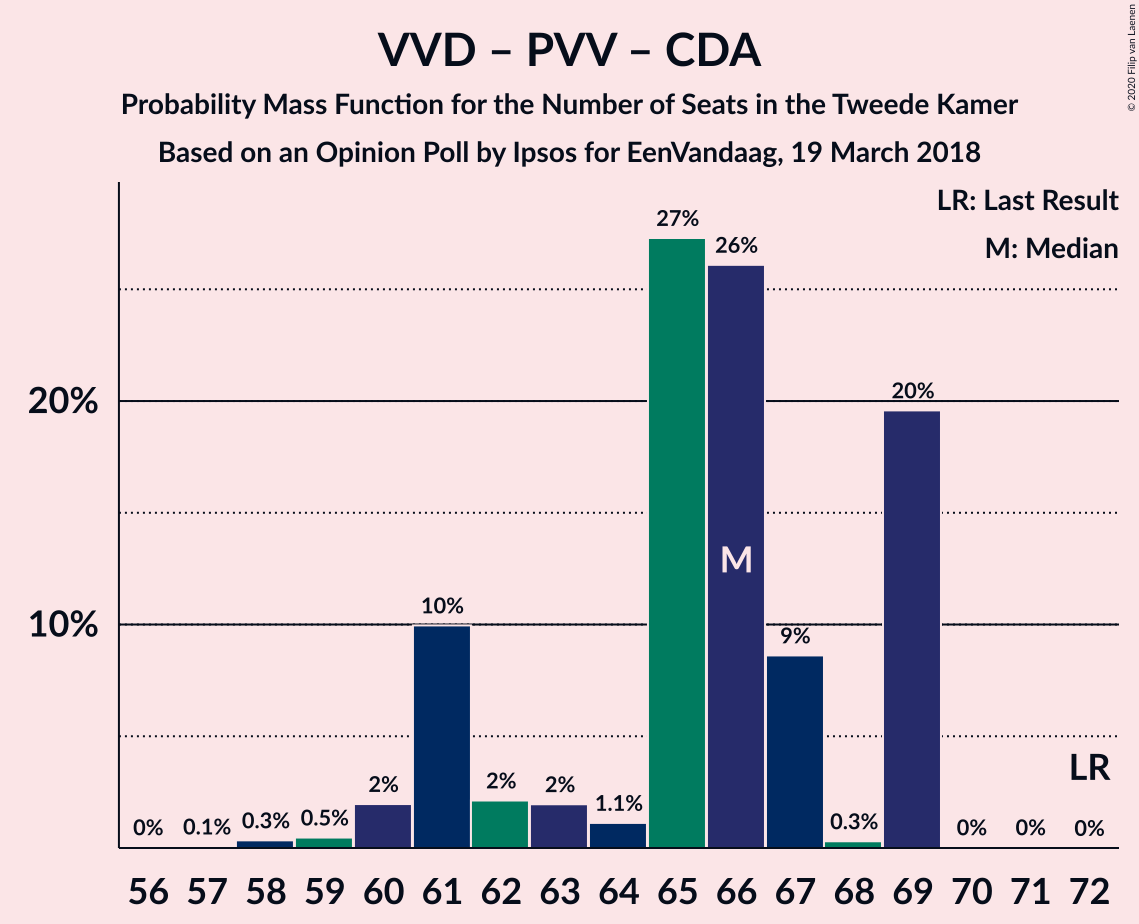 VVD – PVV – CDA
Probability Mass Function for the Number of Seats in the Tweede Kamer
Based on an Opinion Poll by Ipsos for EenVandaag, 19 March 2018
© 2020 Filip van Laenen
LR: Last Result
M: Median
20%
10%
0%
0.1%
0.3%
0.5%
2%
10%
2%
2%
1.1%
27%
26%
9%
0.3%
20%
0%
0%
0%
M
LR
56 57 58 59 60 61 62 63 64 65 66 67 68 69 70 71 72